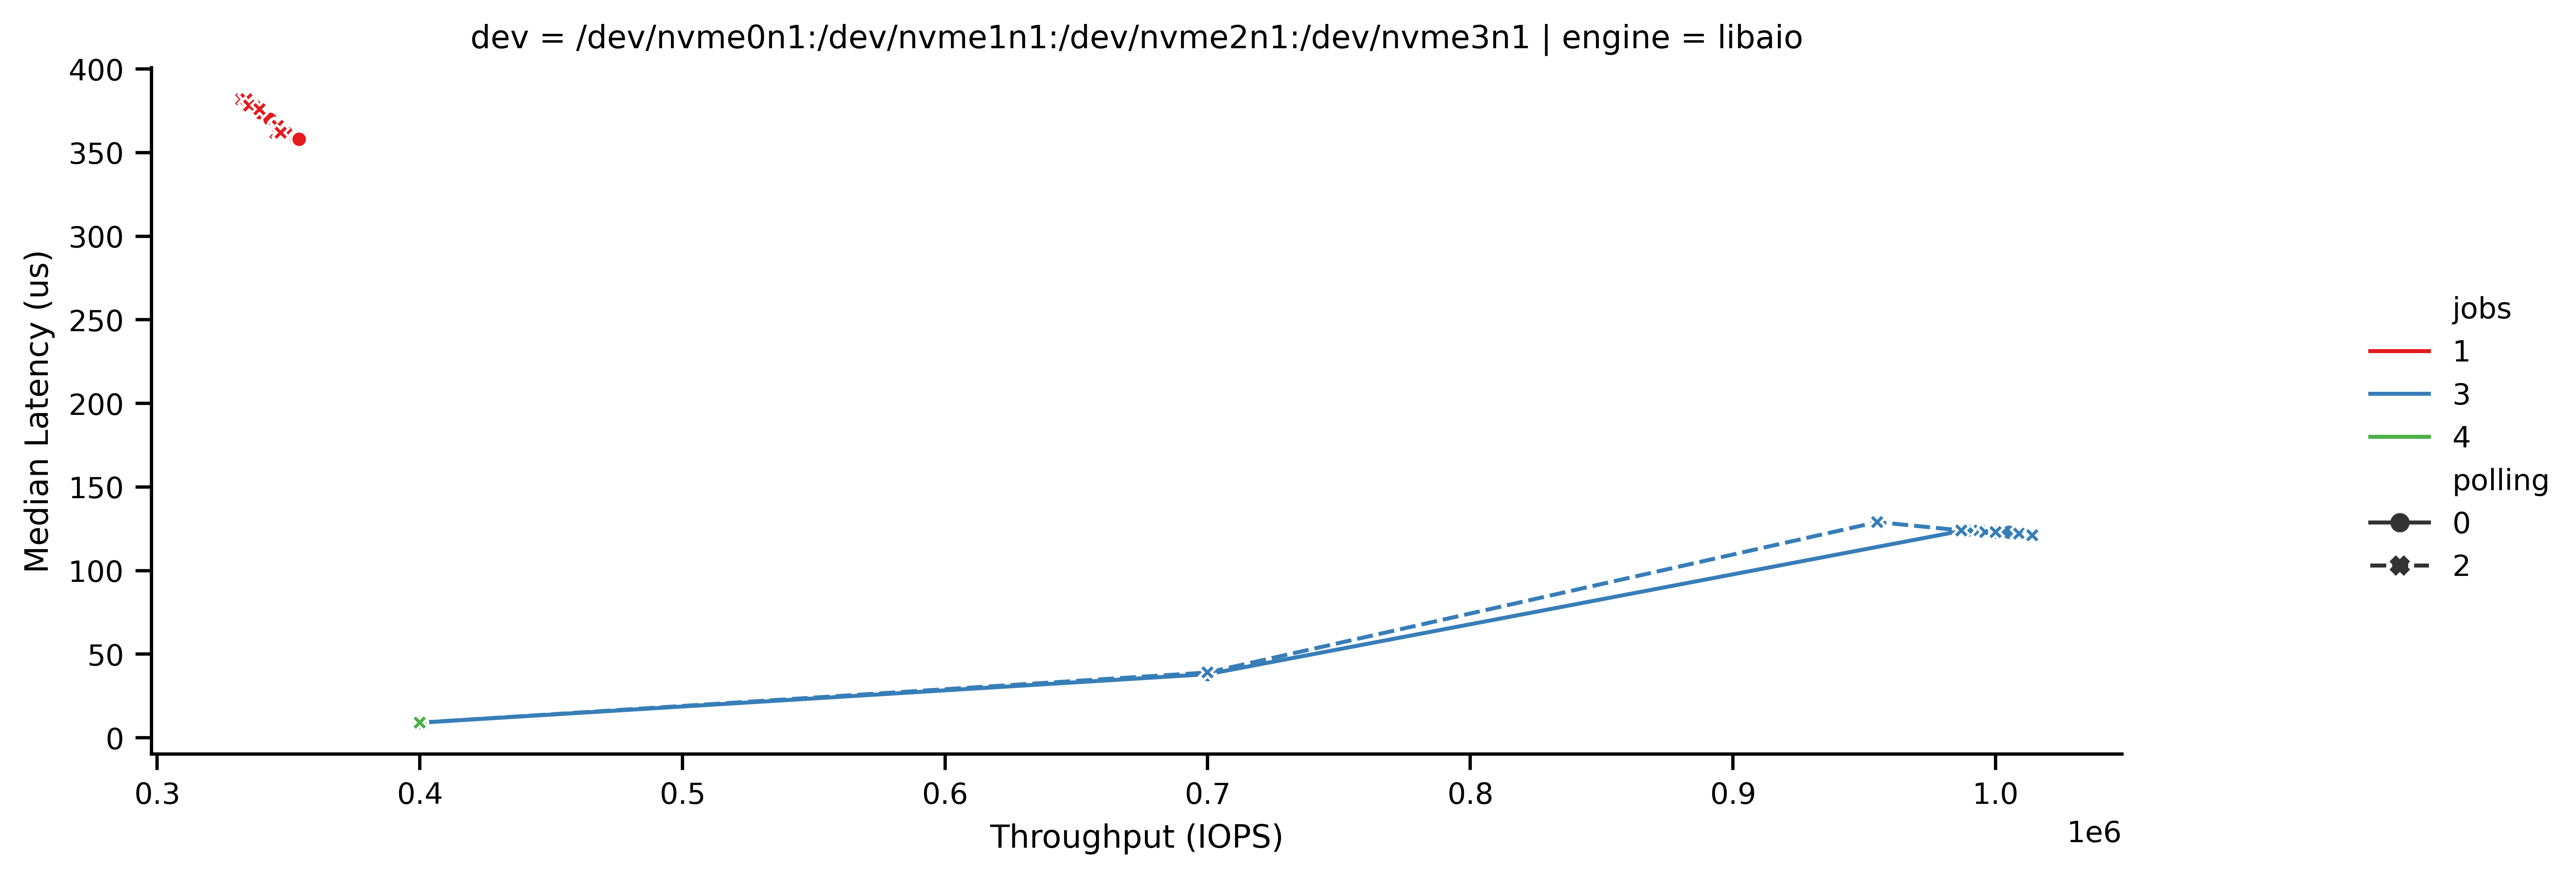 dev = /dev/nvme0n1:/dev/nvme1n1:/dev/nvme2n1:/dev/nvme3n1 | engine = libaio
400
350
300
250
200
150
100
50
0
Median Latency (us)
0.3 0.4 0.5 0.6 0.7 0.8 0.9 1.0
1e6
Throughput (IOPS)
jobs
1
3
4
polling
0
2